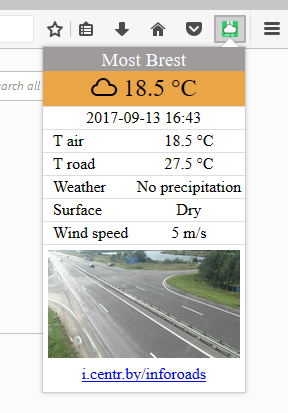 earch all
Most Brest
18.5 °C
2017-09-13 16:43
T air 18.5 °C
T road 27.5 °C
Weather No precipitation
Surface Dry
Wind speed 5 m/s
i.centr.by/inforoads